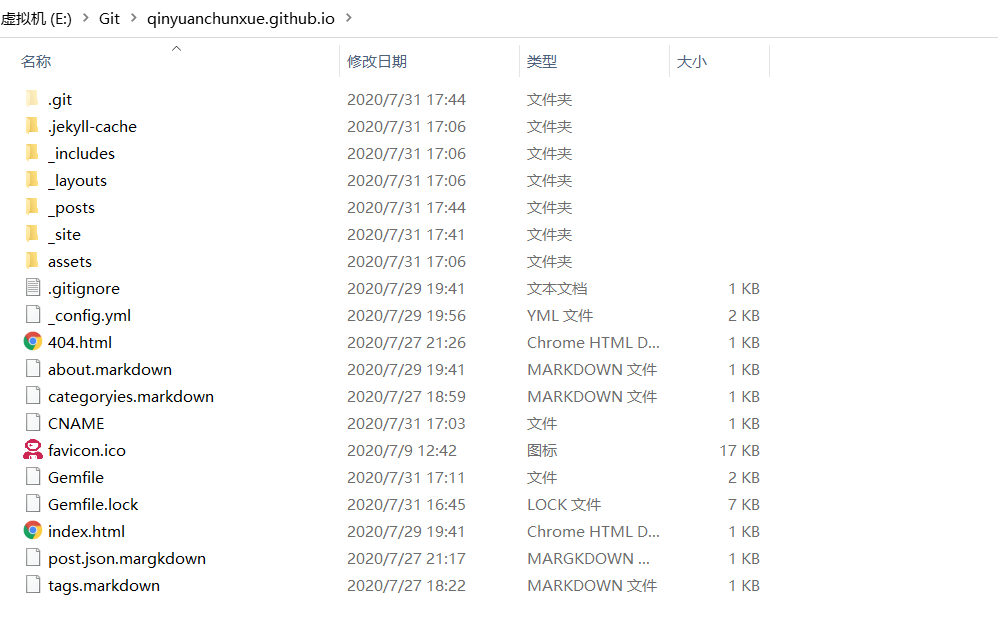 虚拟机 (E:) > Git > qinyuanchunxue.github.io >
名称 修改日期 类型 大小
.git 2020/7/31 17:44 文件夹
.jekyll-cache 2020/7/31 17:06 文件夹
_includes 2020/7/31 17:06 文件夹
_layouts 2020/7/31 17:06 文件夹
_posts 2020/7/31 17:44 文件夹
_site 2020/7/31 17:41 文件夹
assets 2020/7/31 17:06 文件夹
.gitignore 2020/7/29 19:41 文本文档 1 KB
_config.yml 2020/7/29 19:56 YML 文件 2 KB
404.html 2020/7/27 21:26 Chrome HTML D... 1 KB
about.markdown 2020/7/29 19:41 MARKDOWN 文件 1 KB
categoryies.markdown 2020/7/27 18:59 MARKDOWN 文件 1 KB
CNAME 2020/7/31 17:03 文件 1 KB
favicon.ico 2020/7/9 12:42 图标 17 KB
Gemfile 2020/7/31 17:11 文件 2 KB
Gemfile.lock 2020/7/31 16:45 LOCK 文件 7 KB
index.html 2020/7/29 19:41 Chrome HTML D... 1 KB
post.json.margkdown 2020/7/27 21:17 MARGKDOWN ... 1 KB
tags.markdown 2020/7/27 18:22 MARKDOWN 文件 1 KB